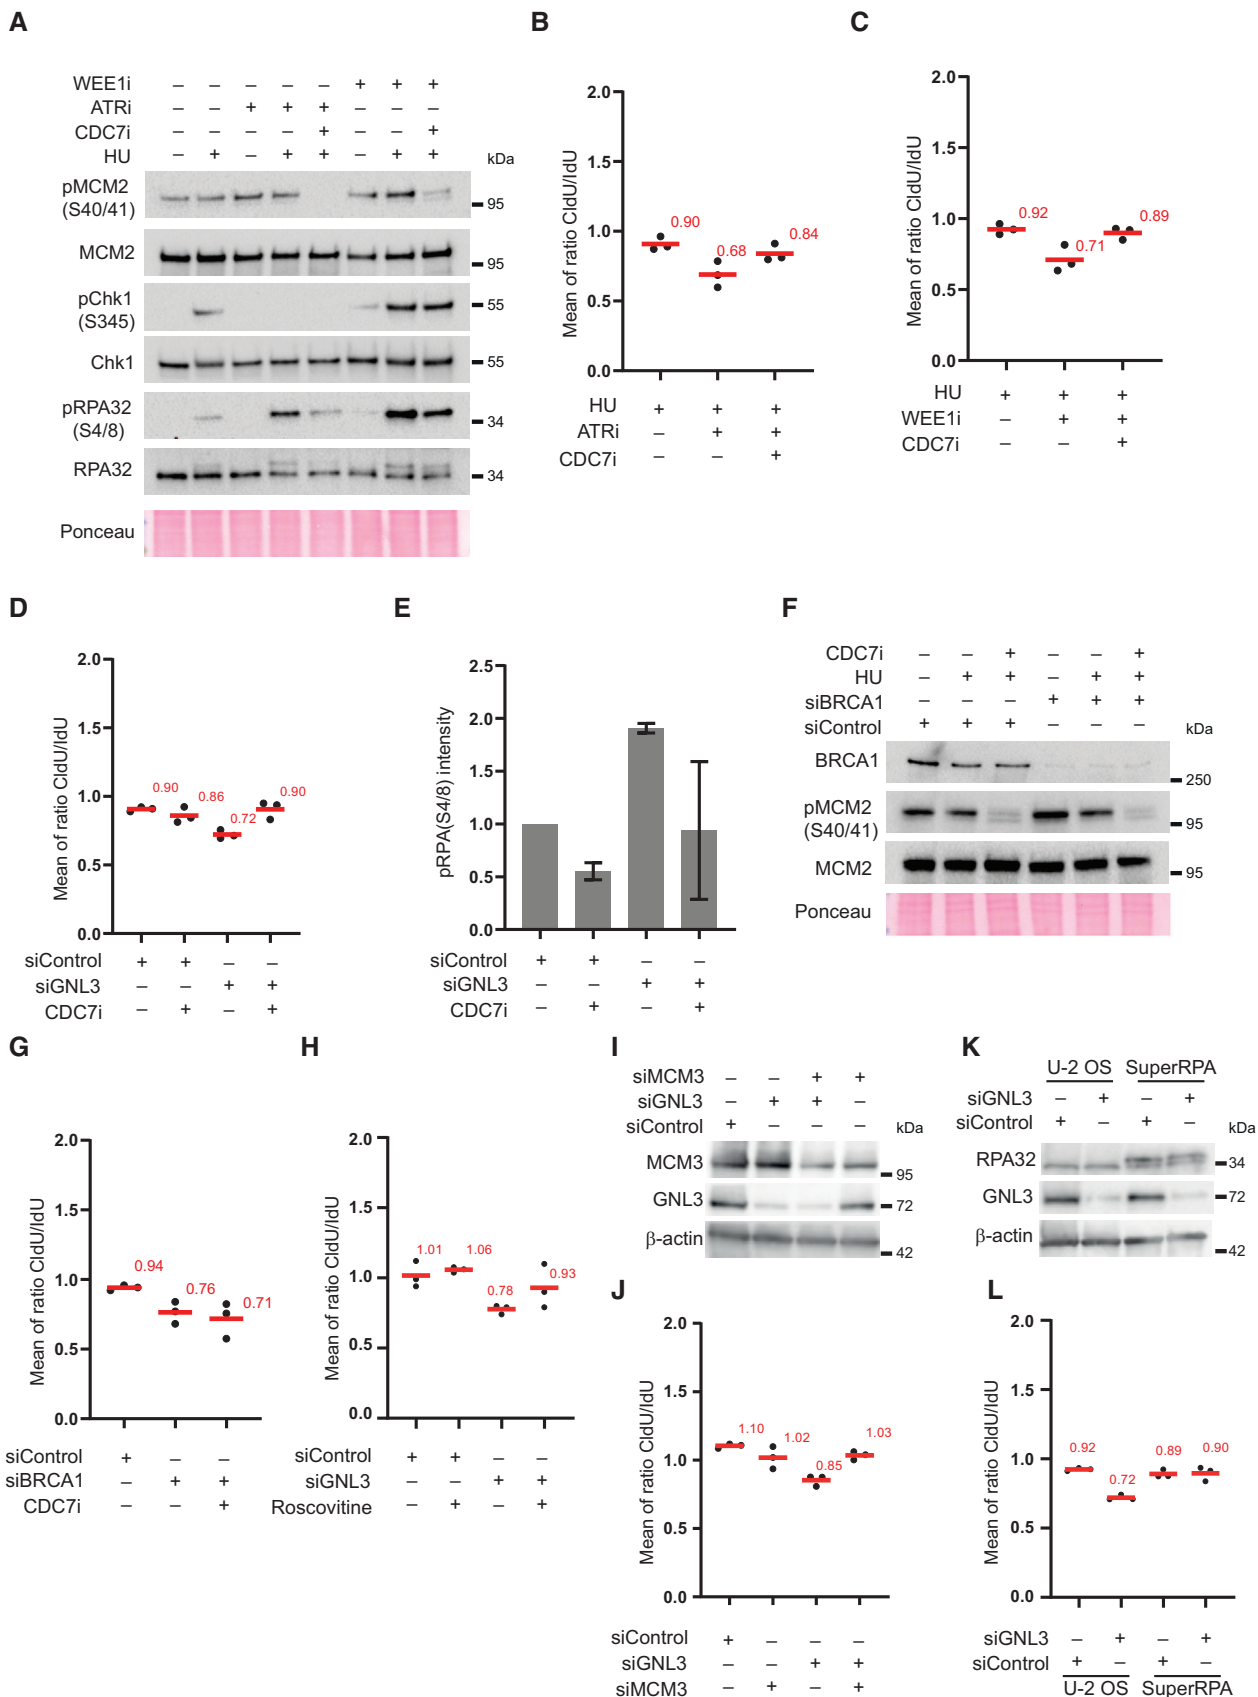 A
WEE1i – – – – – + + +
ATRi – – + + + – – –
CDC7i – – – – + – – +
HU – + – + + – + +
kDa
pMCM2
(S40/41)
95
MCM2
95
pChk1
(S345)
55
Chk1
55
pRPA32
(S4/8)
34
RPA32
34
Ponceau
B
Mean of ratio CldU/IdU
2.0
1.5
1.0
0.5
0.0
0.90
0.68
0.84
HU + + +
ATRi – + +
CDC7i – – +
C
Mean of ratio CldU/IdU
2.0
1.5
1.0
0.5
0.0
0.92
0.71
0.89
HU + + +
WEE1i – + +
CDC7i – – +
D
Mean of ratio CldU/IdU
2.0
1.5
1.0
0.5
0.0
0.90
0.86
0.72
0.90
siControl + + – –
siGNL3 – – + +
CDC7i – + – +
E
pRPA(S4/8) intensity
2.5
2.0
1.5
1.0
0.5
0.0
siControl + + – –
siGNL3 – – + +
CDC7i – + – +
F
CDC7i – – + – – +
HU – + + – + +
siBRCA1 – – – + + +
siControl + + + – – –
kDa
BRCA1
250
pMCM2
(S40/41)
95
MCM2
95
Ponceau
G
Mean of ratio CldU/IdU
2.0
1.5
1.0
0.5
0.0
0.94
0.76
0.71
siControl + – –
siBRCA1 – + +
CDC7i – – +
H
Mean of ratio CldU/IdU
2.0
1.5
1.0
0.5
0.0
1.01
1.06
0.78
0.93
siControl + + – –
siGNL3 – – + +
Roscovitine – + – +
I
siMCM3 – – + +
siGNL3 – + + –
siControl + – – –
kDa
MCM3
95
GNL3
72
β-actin
42
J
Mean of ratio CldU/IdU
2.0
1.5
1.0
0.5
0.0
1.10
1.02
0.85
1.03
siControl + – – –
siGNL3 – – + +
siMCM3 – + – +
K
U-2 OS SuperRPA
siGNL3 – + – +
siControl + – + –
kDa
RPA32
34
GNL3
72
β-actin
42
L
Mean of ratio CldU/IdU
2.0
1.5
1.0
0.5
0.0
0.92
0.72
0.89
0.90
siGNL3 – + – +
siControl + – + –
U-2 OS SuperRPA